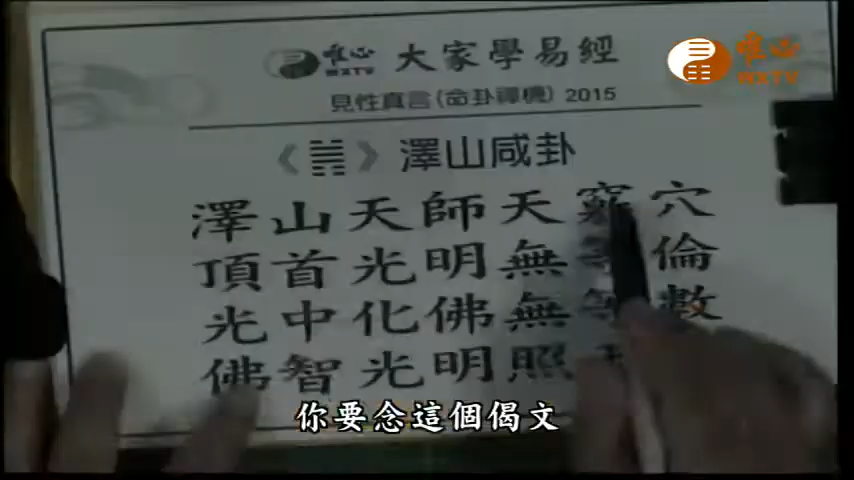 唯心 大家學易經
WXTV
唯心
WXTV
見性真言(命卦禪機) 2015
《䷞》 澤山咸卦
澤山天師天竅穴
頂首光明無等倫
光中化佛無等數
佛智光明照
你要念這個偈文